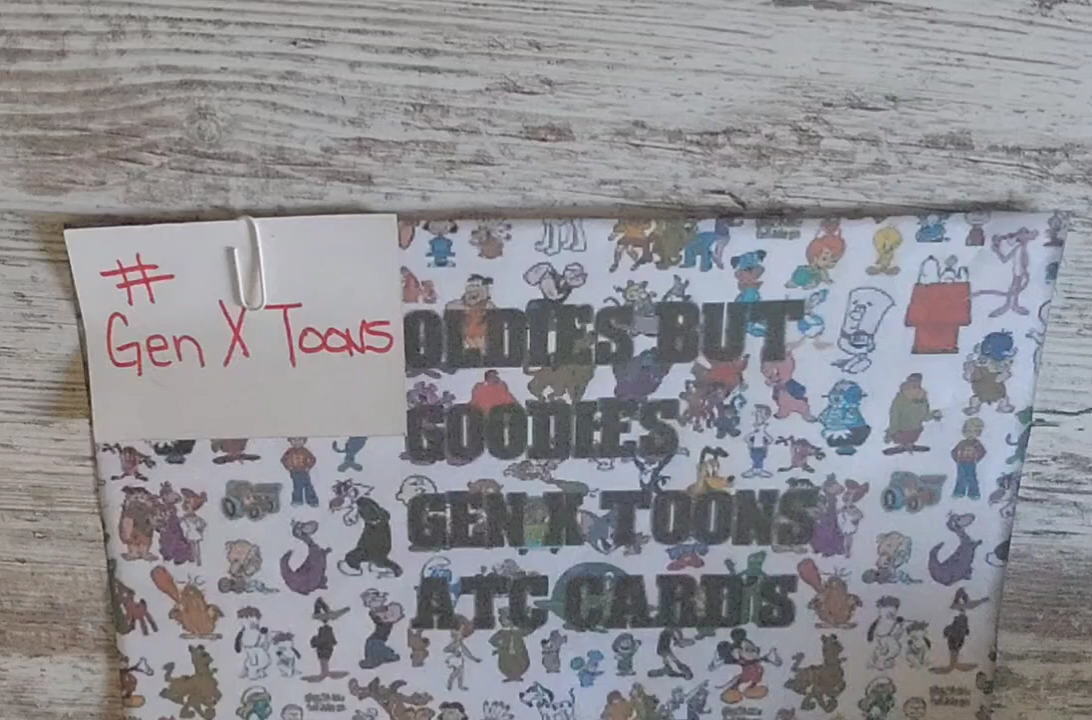 #
Gen X Toons
OLDIES BUT
GOODIES
GEN X TOONS
ATC CARDS